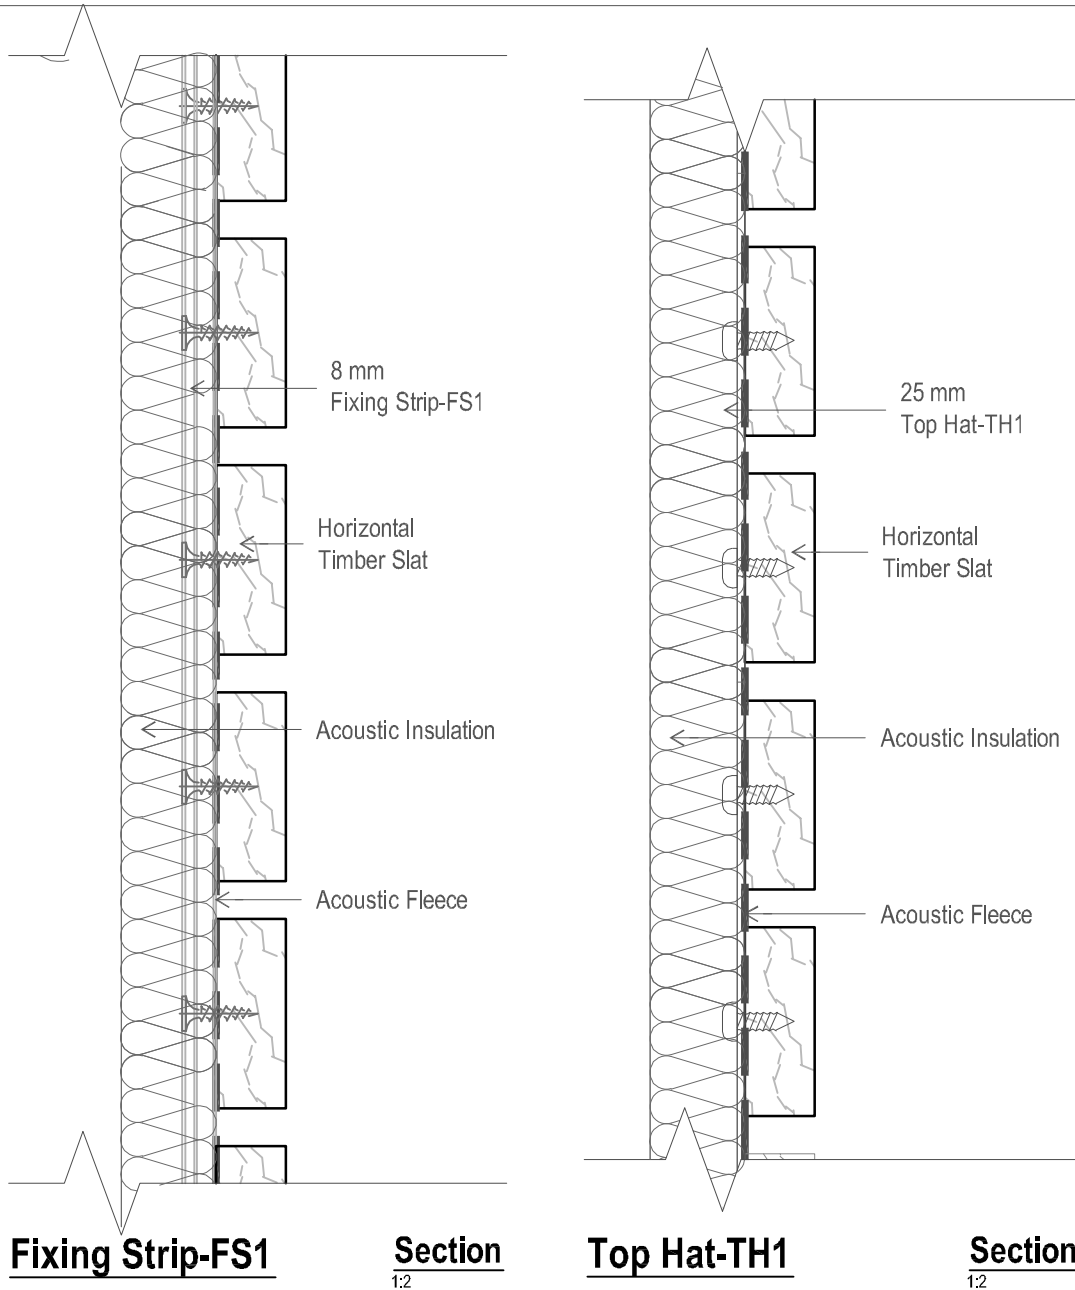 8 mm
Fixing Strip-FS1
Horizontal
Timber Slat
Acoustic Insulation
Acoustic Fleece
Fixing Strip-FS1
Section
1:2
25 mm
Top Hat-TH1
Horizontal
Timber Slat
Acoustic Insulation
Acoustic Fleece
Top Hat-TH1
Section
1:2